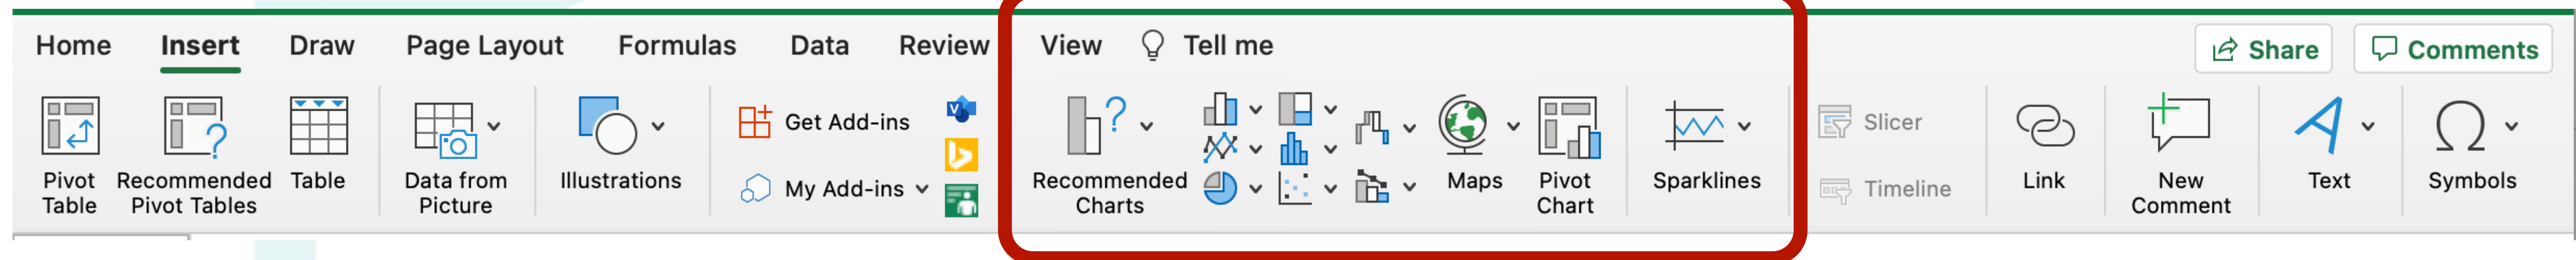 Home Insert Draw Page Layout Formulas Data Review View Tell me Share Comments
Pivot Table
Recommended Pivot Tables
Table
Data from Picture
Illustrations
Get Add-ins
My Add-ins
Recommended Charts
Maps
Pivot Chart
Sparklines
Slicer
Timeline
Link
New Comment
Text
Symbols